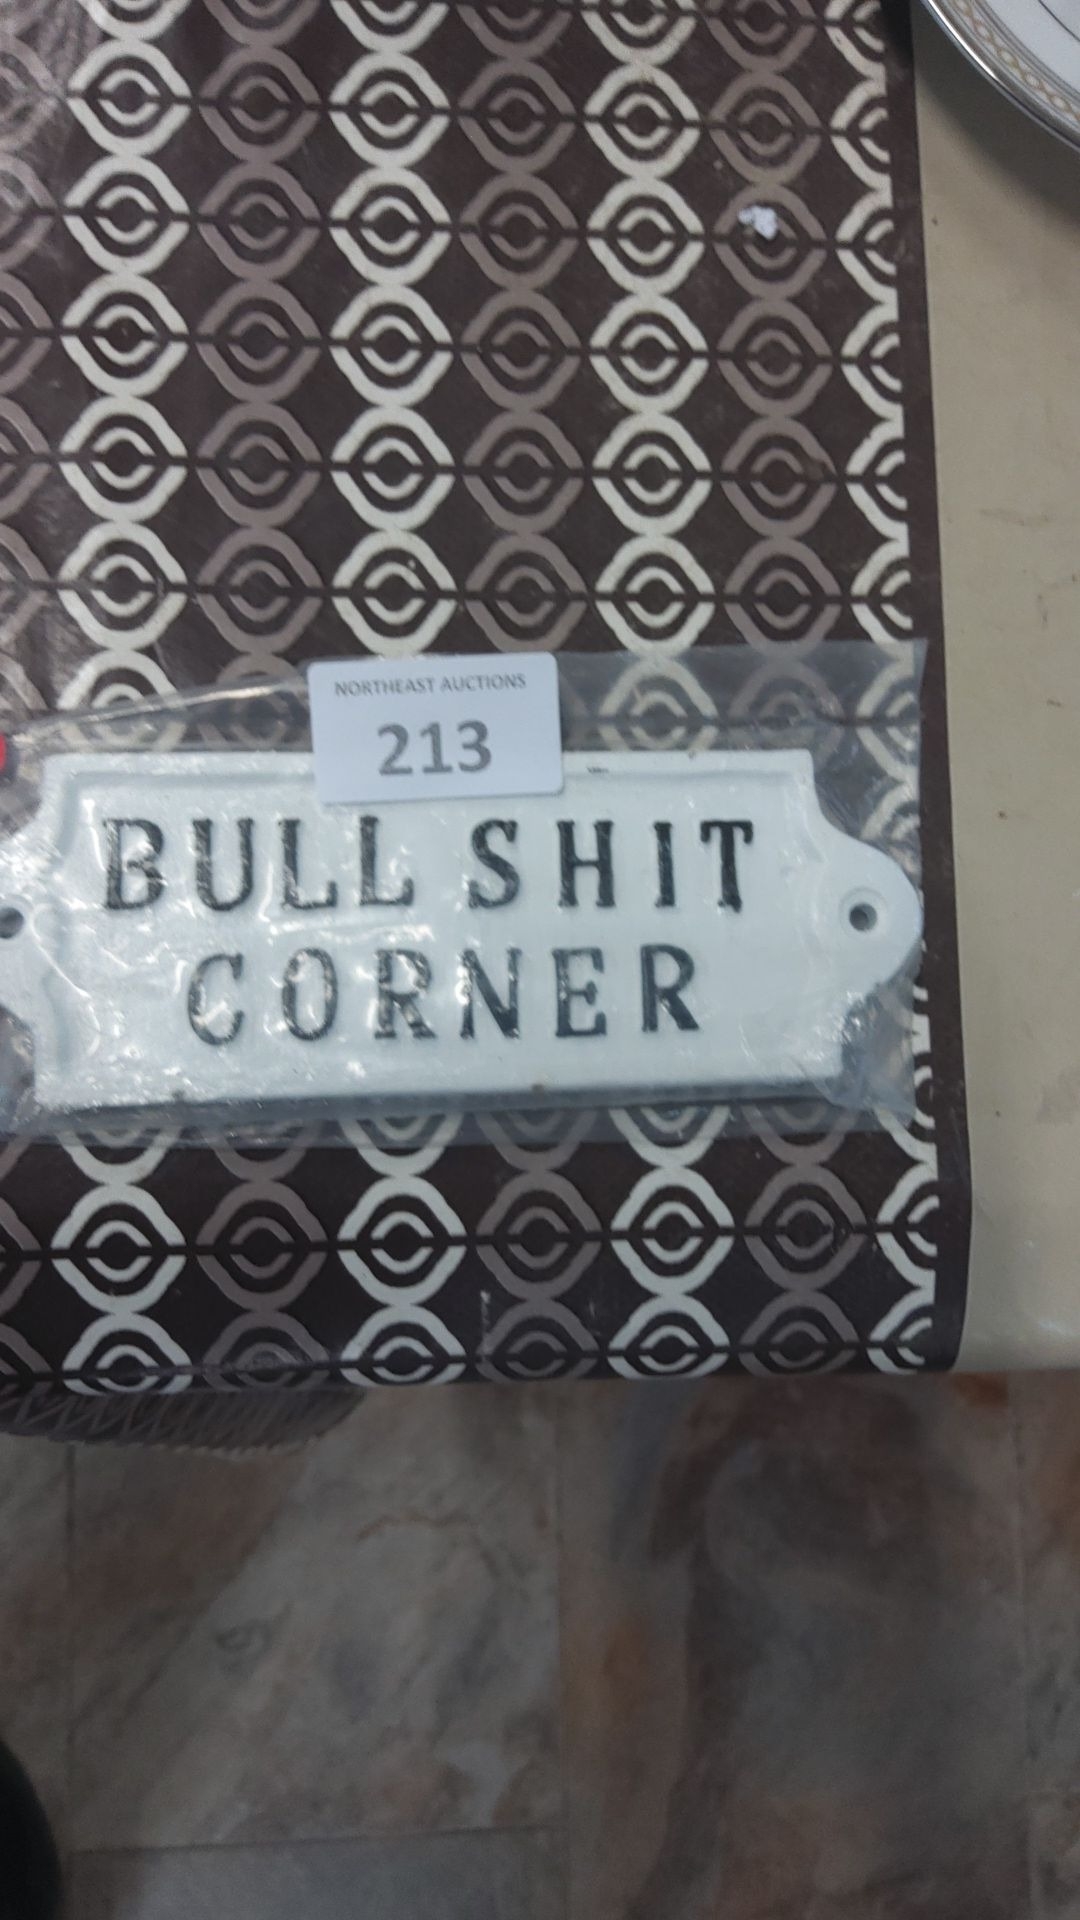 NORTHEAST AUCTIONS
213
BULL SHIT
CORNER